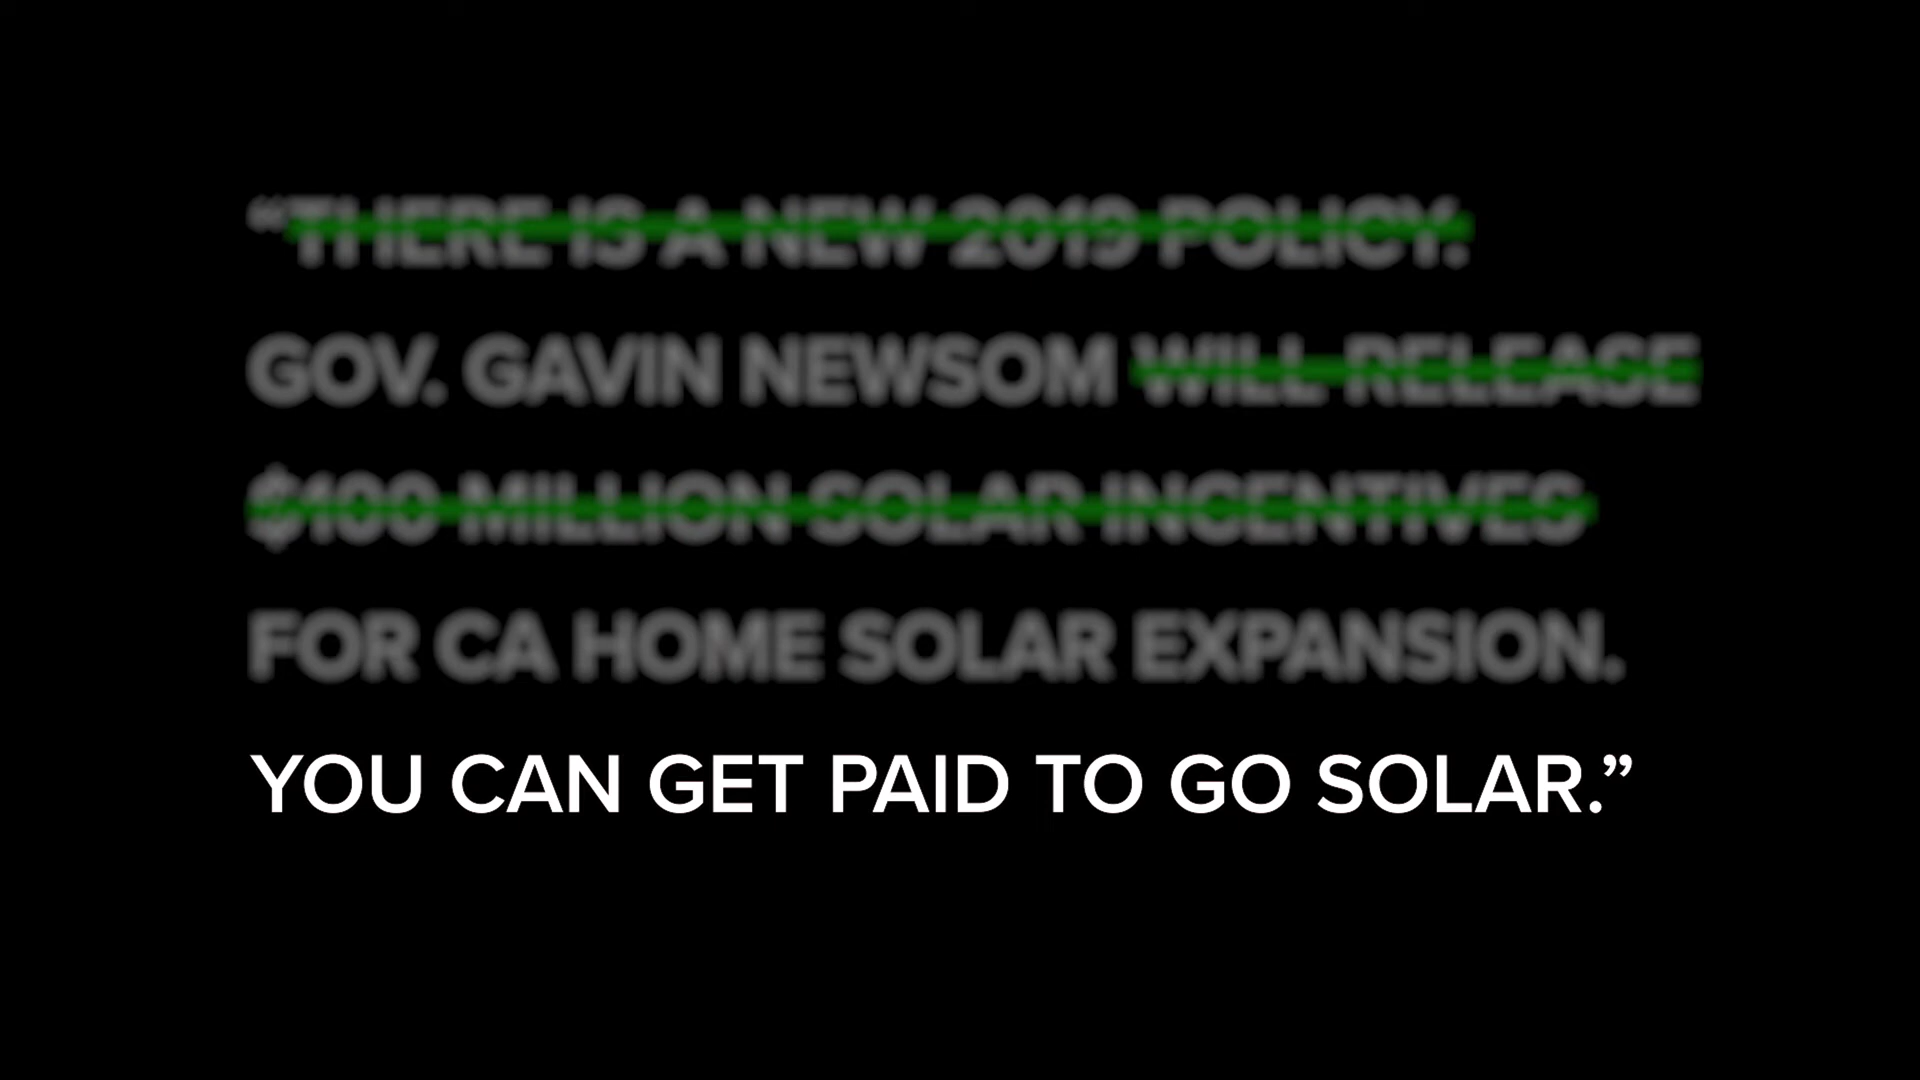 “THERE IS A NEW 2019 POLICY.
GOV. GAVIN NEWSOM WILL RELEASE
$100 MILLION SOLAR INCENTIVES
FOR CA HOME SOLAR EXPANSION.
YOU CAN GET PAID TO GO SOLAR.”